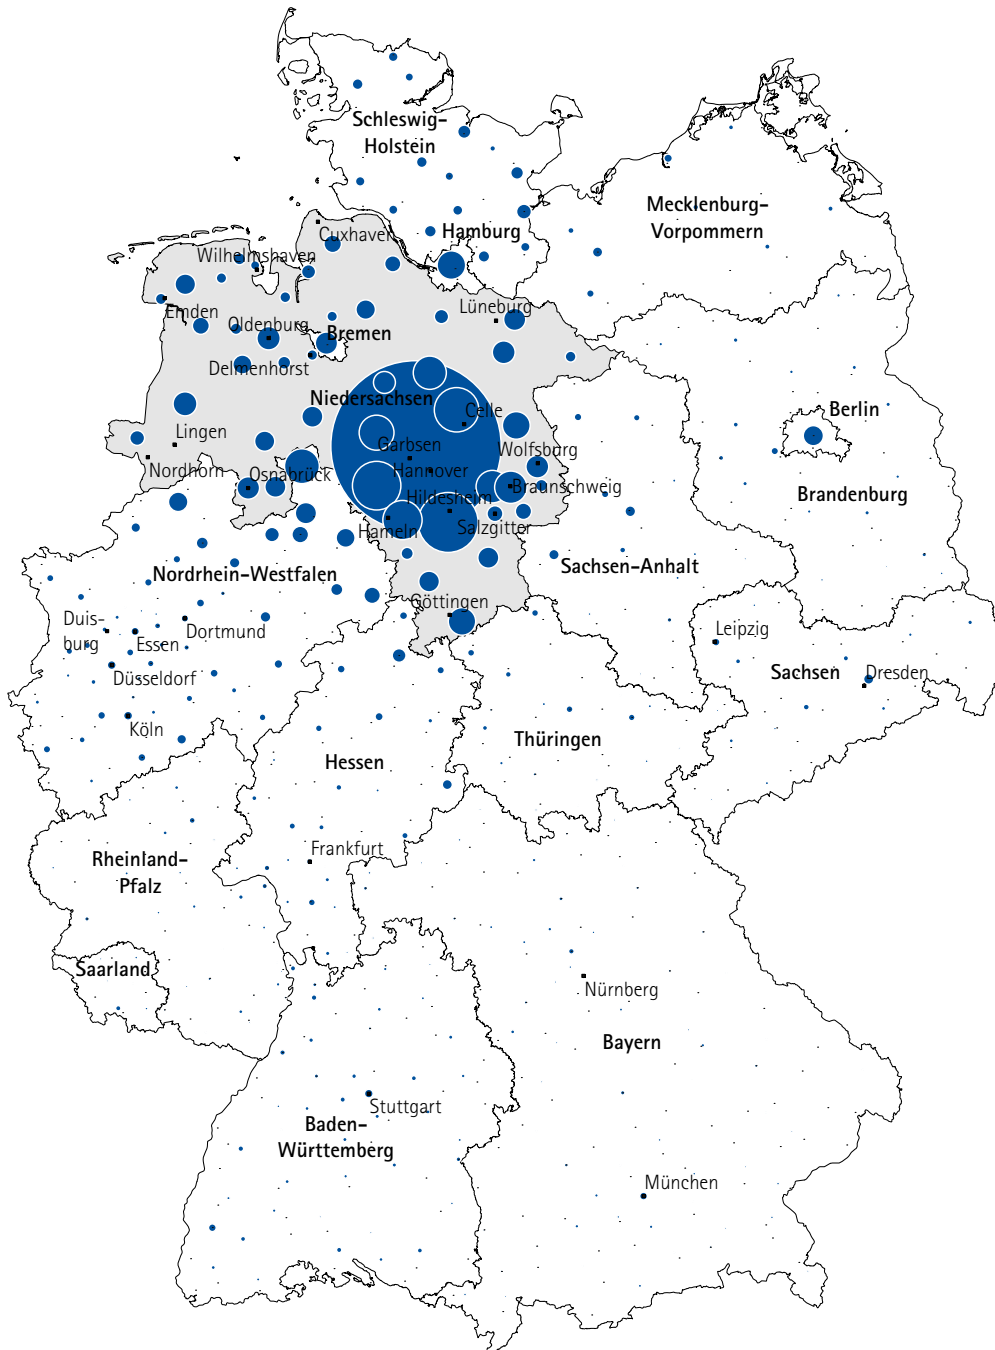 Schleswig-
Holstein
Mecklenburg-
Vorpommern
Cuxhaven
Hamburg
Wilhelmshaven
Emden
Lüneburg
Oldenburg
Bremen
Delmenhorst
Niedersachsen
Celle
Berlin
Lingen
Garbsen
Wolfsburg
Nordhorn
Osnabrück
Hannover
Braunschweig
Hildesheim
Brandenburg
Hameln
Salzgitter
Nordrhein-Westfalen
Sachsen-Anhalt
Göttingen
Duis-
burg
Essen
Dortmund
Leipzig
Düsseldorf
Sachsen
Dresden
Köln
Thüringen
Hessen
Frankfurt
Rheinland-
Pfalz
Saarland
Nürnberg
Bayern
Stuttgart
Baden-
Württemberg
München